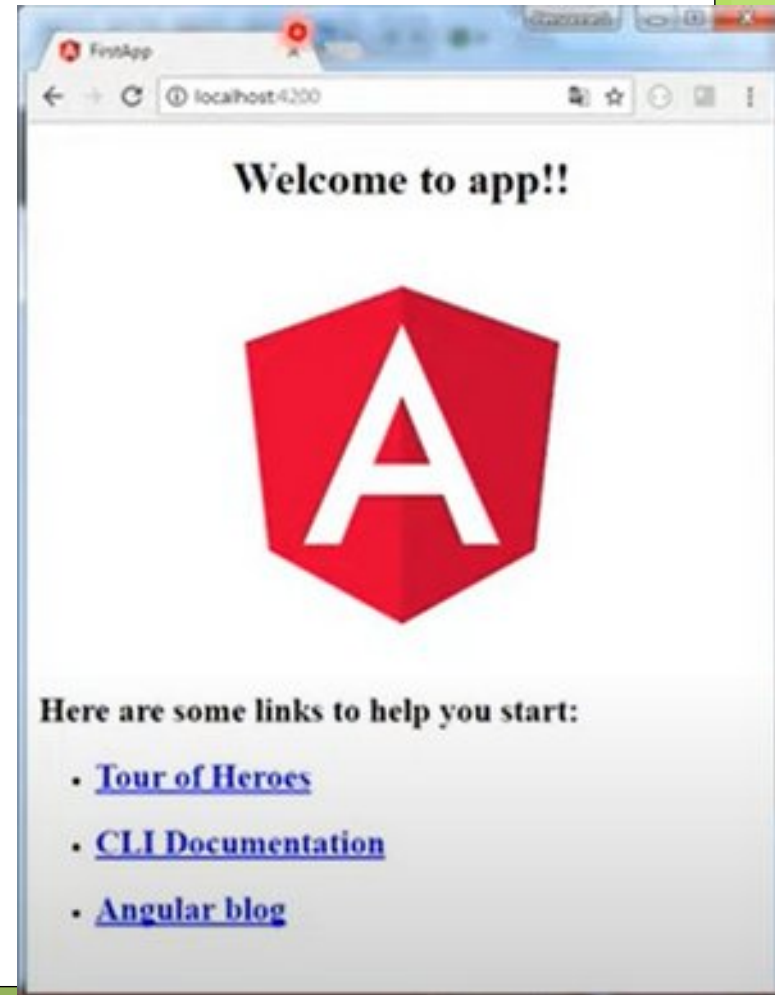 FirstApp
localhost:4200
Welcome to app!!
A
Here are some links to help you start:
• Tour of Heroes
• CLI Documentation
• Angular blog